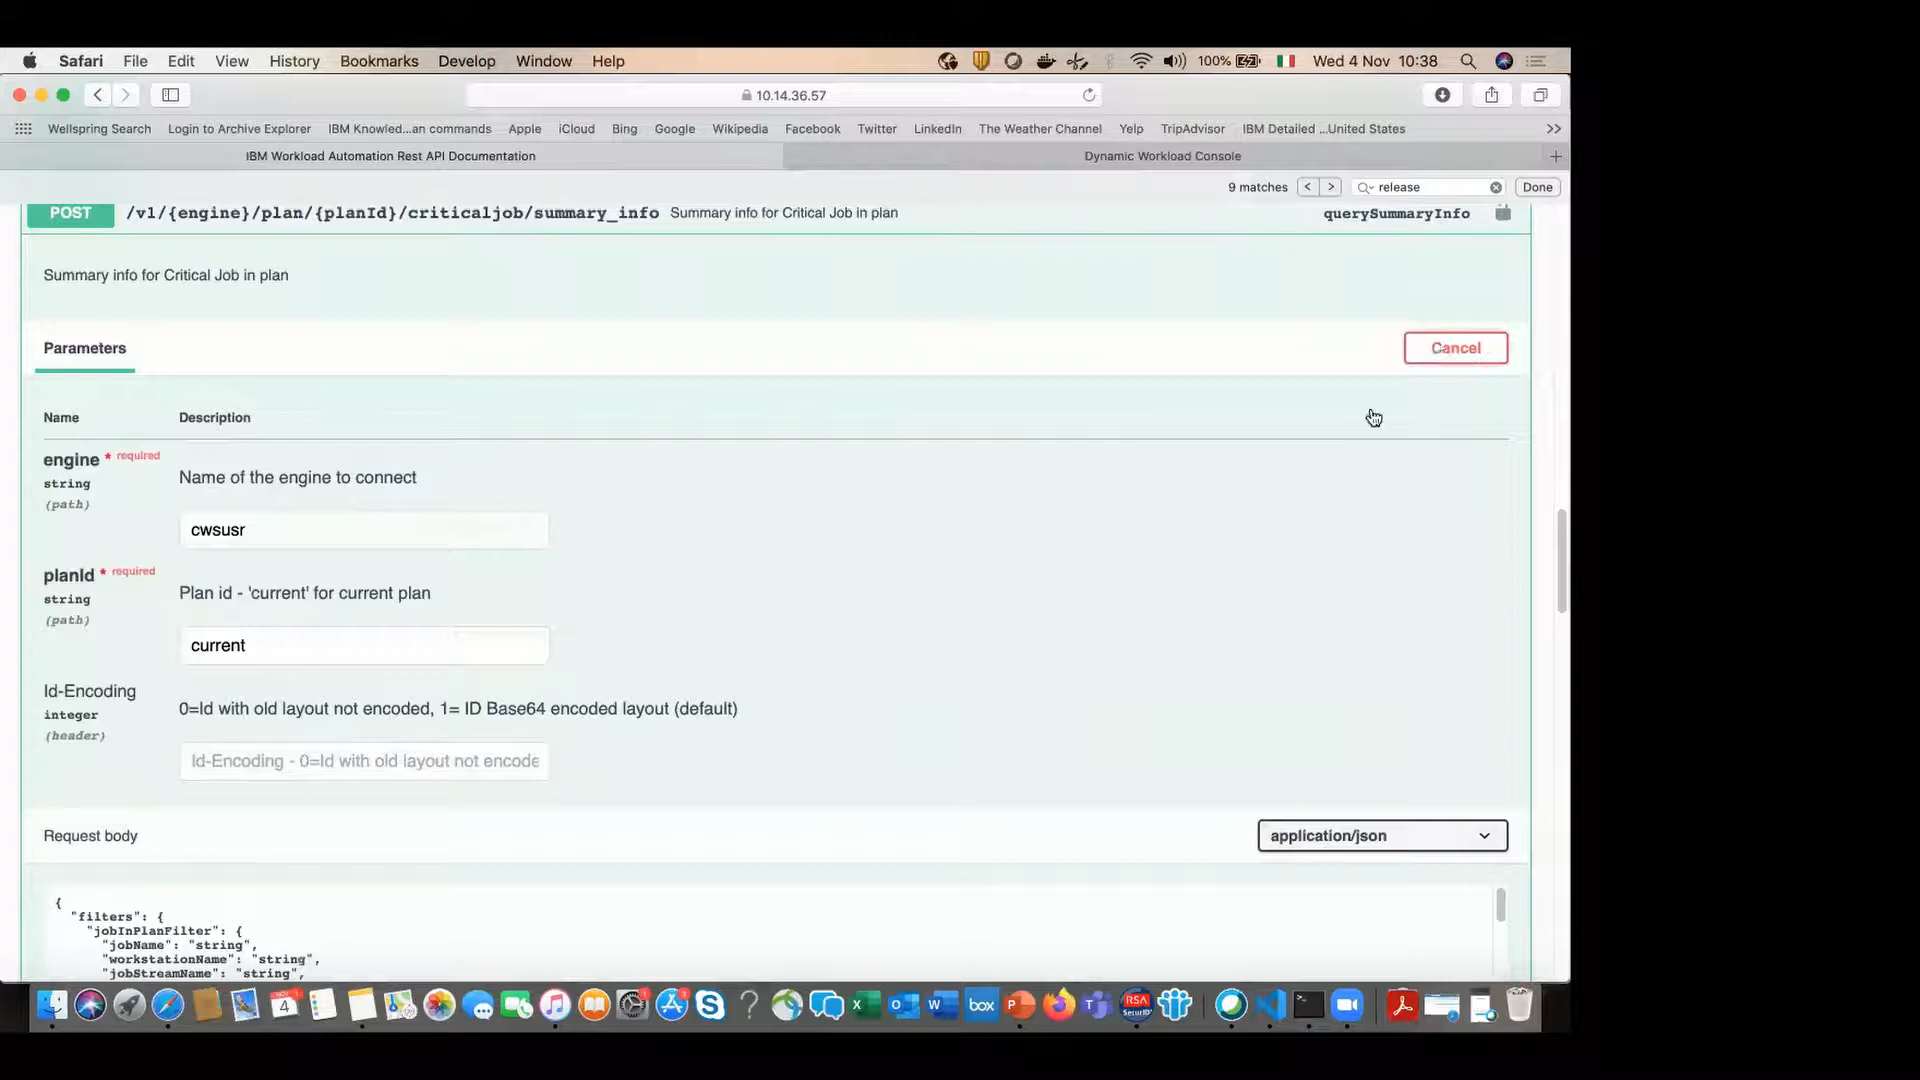 Safari File Edit View History Bookmarks Develop Window Help 100% Wed 4 Nov 10:38
10.14.36.57
Wellspring Search Login to Archive Explorer IBM Knowled...an commands Apple iCloud Bing Google Wikipedia Facebook Twitter LinkedIn The Weather Channel Yelp TripAdvisor IBM Detailed ...United States
IBM Workload Automation Rest API Documentation Dynamic Workload Console
9 matches release Done
POST /v1/{engine}/plan/{planId}/criticaljob/summary_info Summary info for Critical Job in plan querySummaryInfo
Summary info for Critical Job in plan
Parameters Cancel
Name Description
engine * required
string
(path)
Name of the engine to connect
cwsusr
planId * required
string
(path)
Plan id - 'current' for current plan
current
Id-Encoding
integer
(header)
0=Id with old layout not encoded, 1= ID Base64 encoded layout (default)
Id-Encoding - 0=Id with old layout not encode
Request body application/json
{
"filters": {
"jobInPlanFilter": {
"jobName": "string",
"workstationName": "string",
"jobStreamName": "string",
NOV 4 box RSA SecurID